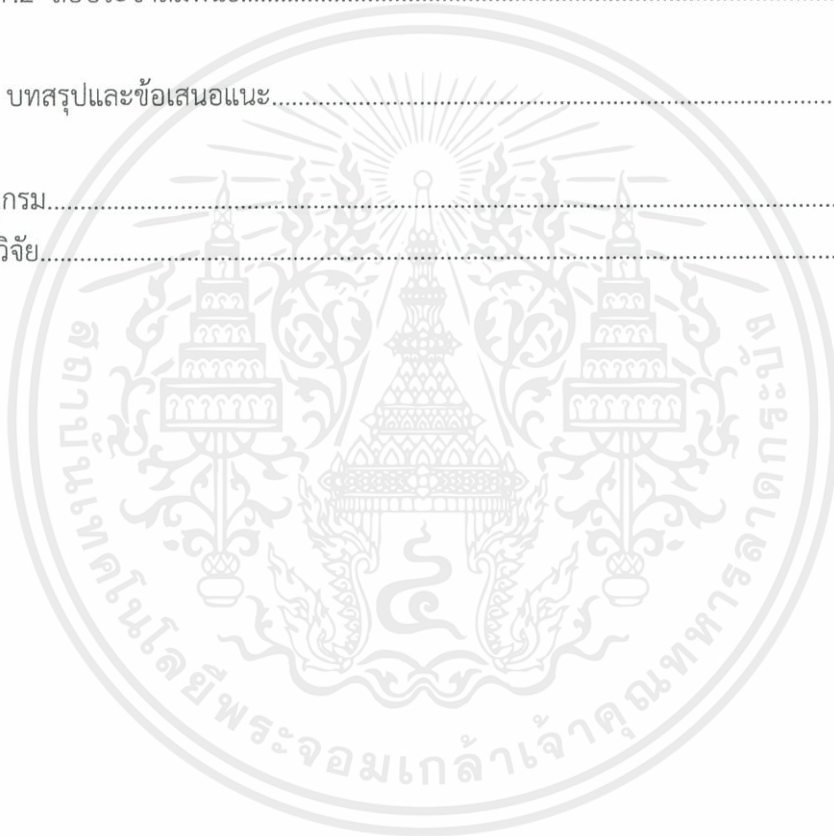 บทสรุปและข้อเสนอแนะ
กรม
วิจัย
สถาบันเทคโนโลยีพระจอมเกล้าเจ้าคุณทหารลาดกระบัง